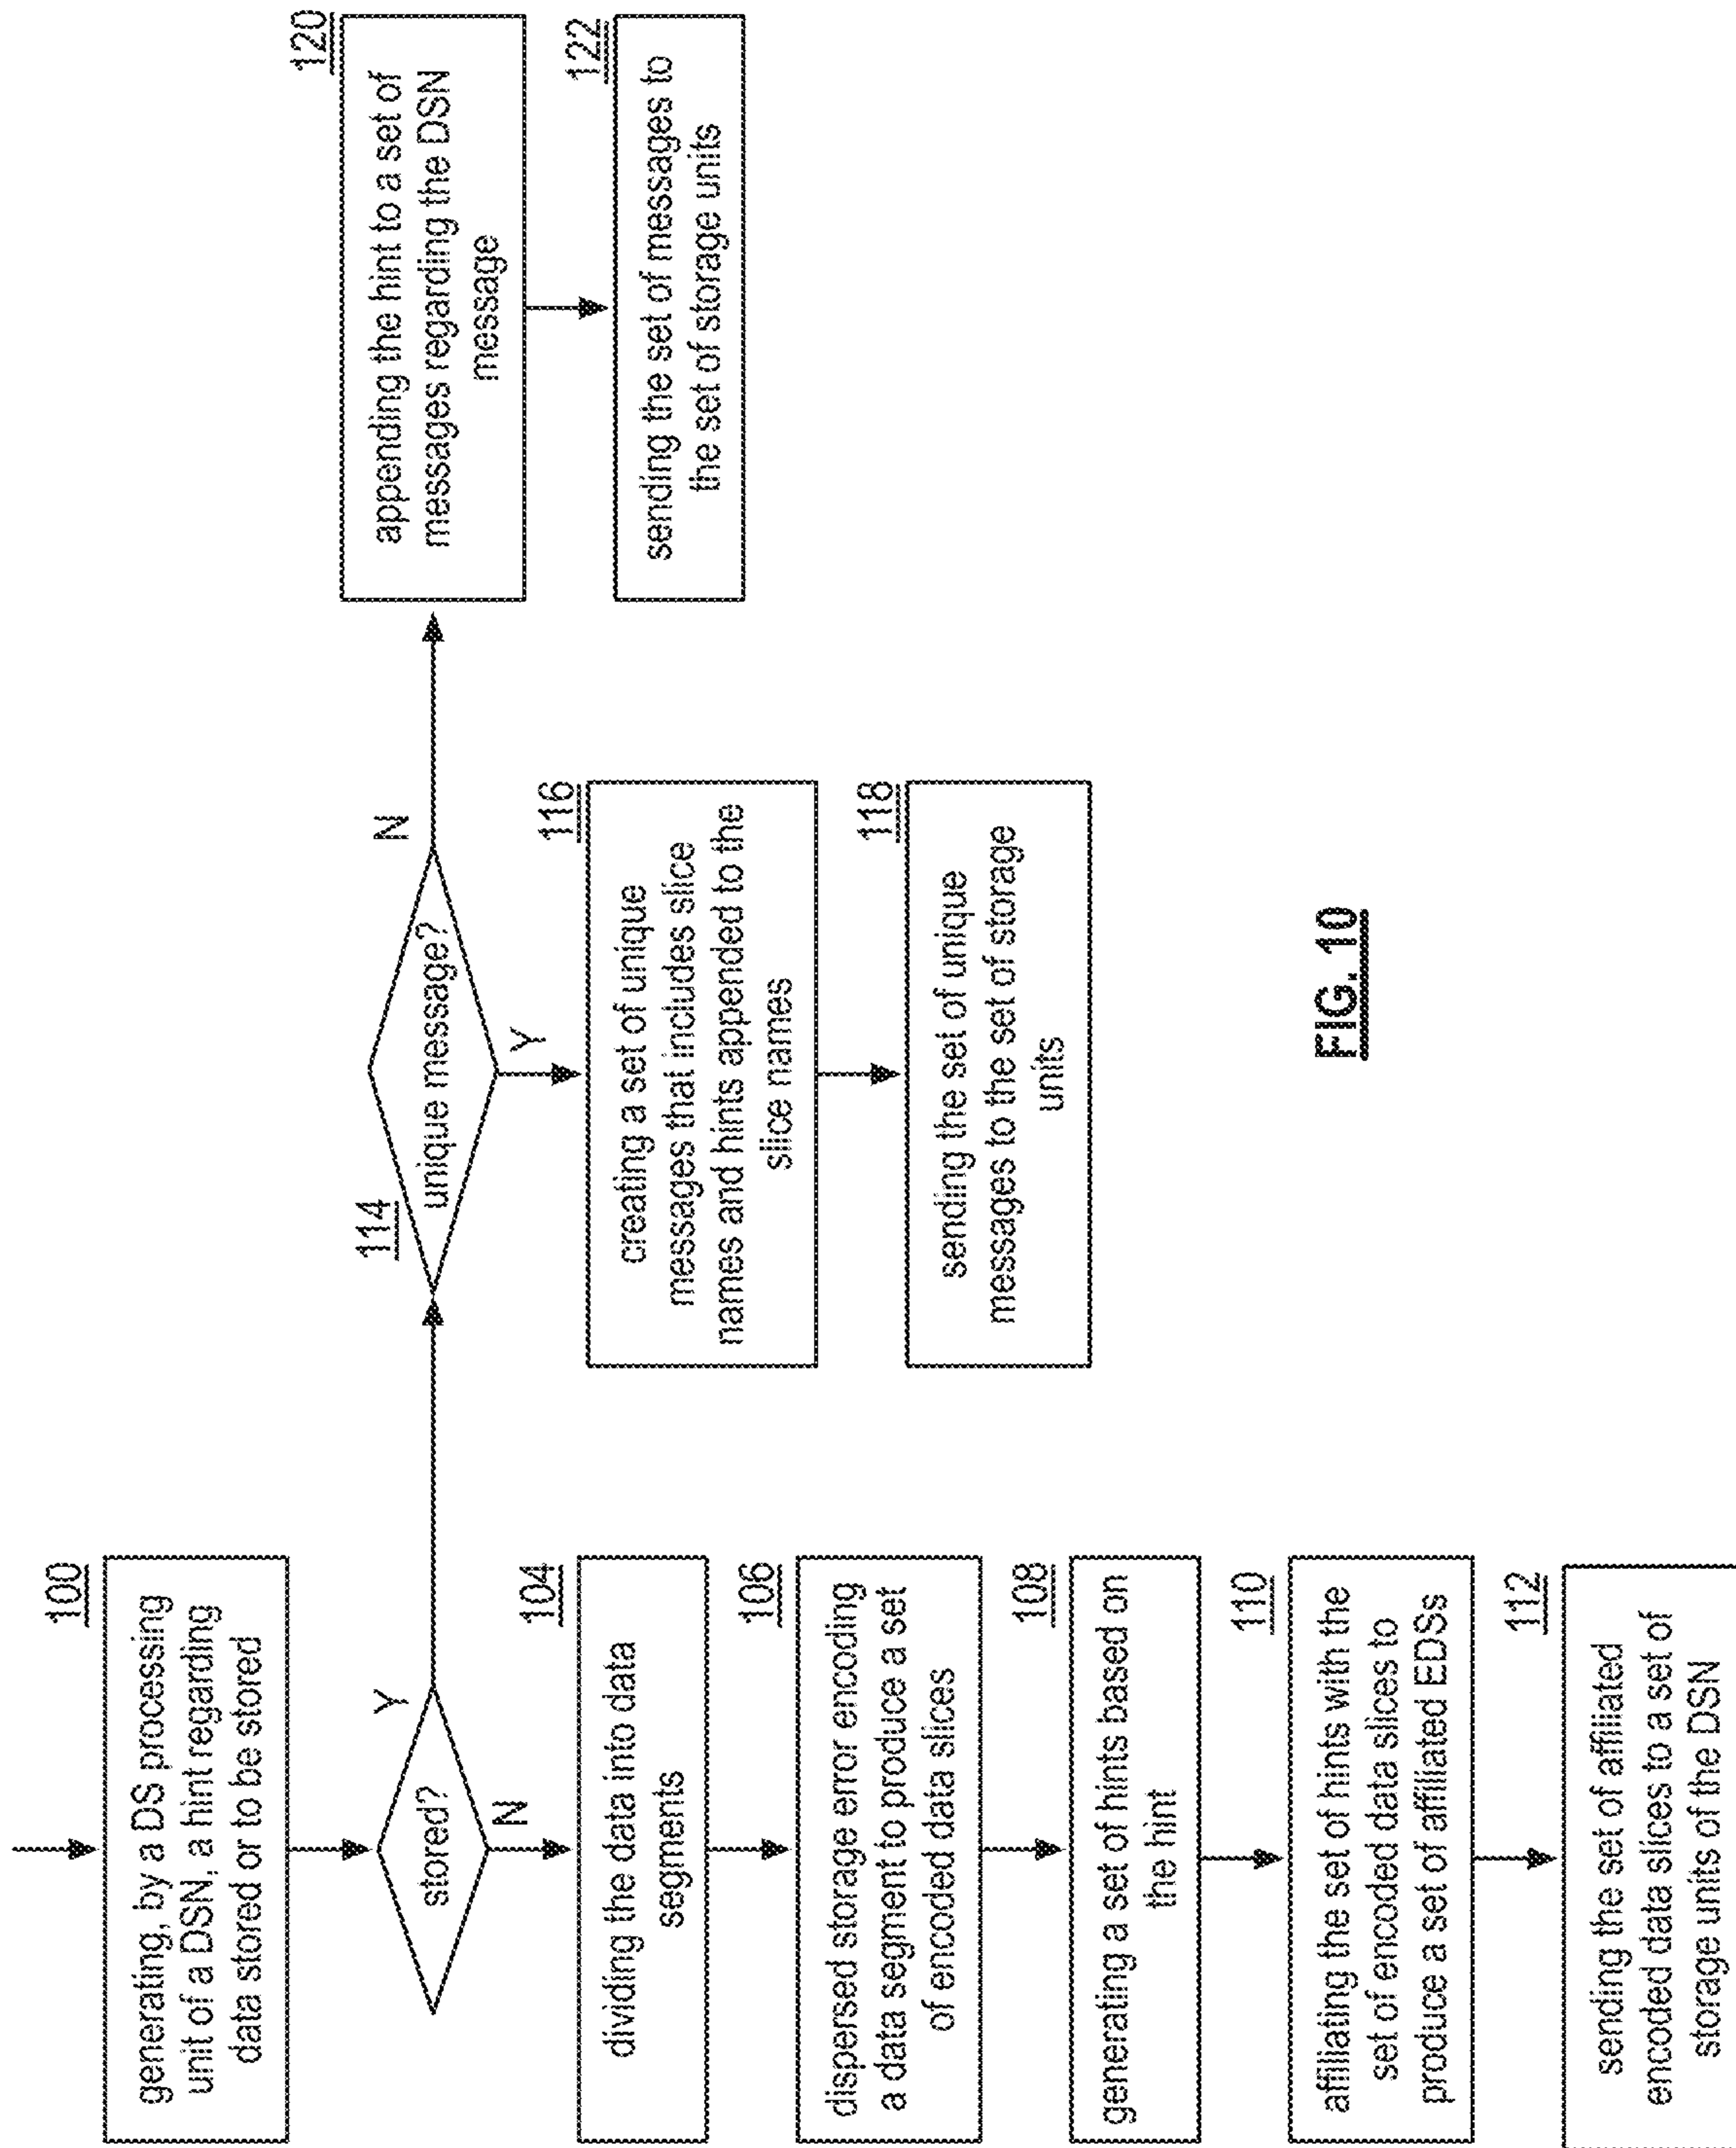 100
generating, by a DS processing
unit of a DSN, a hint regarding
data stored or to be stored
stored?
Y
N
104
dividing the data into data
segments
106
dispersed storage error encoding
a data segment to produce a set
of encoded data slices
108
generating a set of hints based on
the hint
110
affiliating the set of hints with the
set of encoded data slices to
produce a set of affiliated EDSs
112
sending the set of affiliated
encoded data slices to a set of
storage units of the DSN
114
unique message?
N
Y
116
creating a set of unique
messages that includes slice
names and hints appended to the
slice names
118
sending the set of unique
messages to the set of storage
units
120
appending the hint to a set of
messages regarding the DSN
message
122
sending the set of messages to
the set of storage units
FIG. 10